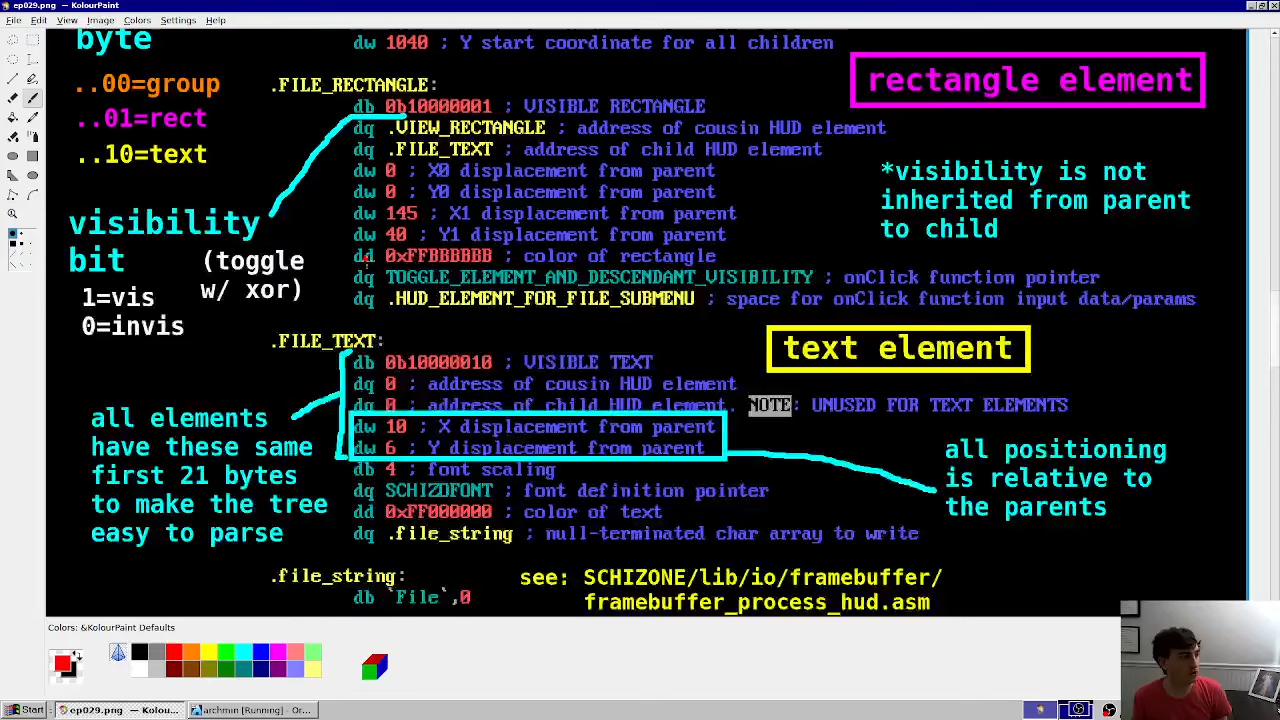 ep029.png — KolourPaint
File Edit View Image Colors Settings Help
byte
..00=group
..01=rect
..10=text
visibility
bit
(toggle
w/ xor)
1=vis
0=invis
all elements
have these same
first 21 bytes
to make the tree
easy to parse
dw 1040 ; Y start coordinate for all children
.FILE_RECTANGLE:
db 0b10000001 ; VISIBLE RECTANGLE
dq .VIEW_RECTANGLE ; address of cousin HUD element
dq .FILE_TEXT ; address of child HUD element
dw 0 ; X0 displacement from parent
dw 0 ; Y0 displacement from parent
dw 145 ; X1 displacement from parent
dw 40 ; Y1 displacement from parent
dd 0xFFBBBBBB ; color of rectangle
dq TOGGLE_ELEMENT_AND_DESCENDANT_VISIBILITY ; onClick function pointer
dq .HUD_ELEMENT_FOR_FILE_SUBMENU ; space for onClick function input data/params
.FILE_TEXT:
db 0b10000010 ; VISIBLE TEXT
dq 0 ; address of cousin HUD element
dq 0 ; address of child HUD element. NOTE: UNUSED FOR TEXT ELEMENTS
dw 10 ; X displacement from parent
dw 6 ; Y displacement from parent
db 4 ; font scaling
dq SCHIZOFONT ; font definition pointer
dd 0xFF000000 ; color of text
dq .file_string ; null-terminated char array to write
.file_string:
db `File`,0
rectangle element
*visibility is not
inherited from parent
to child
text element
all positioning
is relative to
the parents
see: SCHIZONE/lib/io/framebuffer/
framebuffer_process_hud.asm
Colors: &KolourPaint Defaults
Start
ep029.png — Kolou...
archmin [Running] - Or...